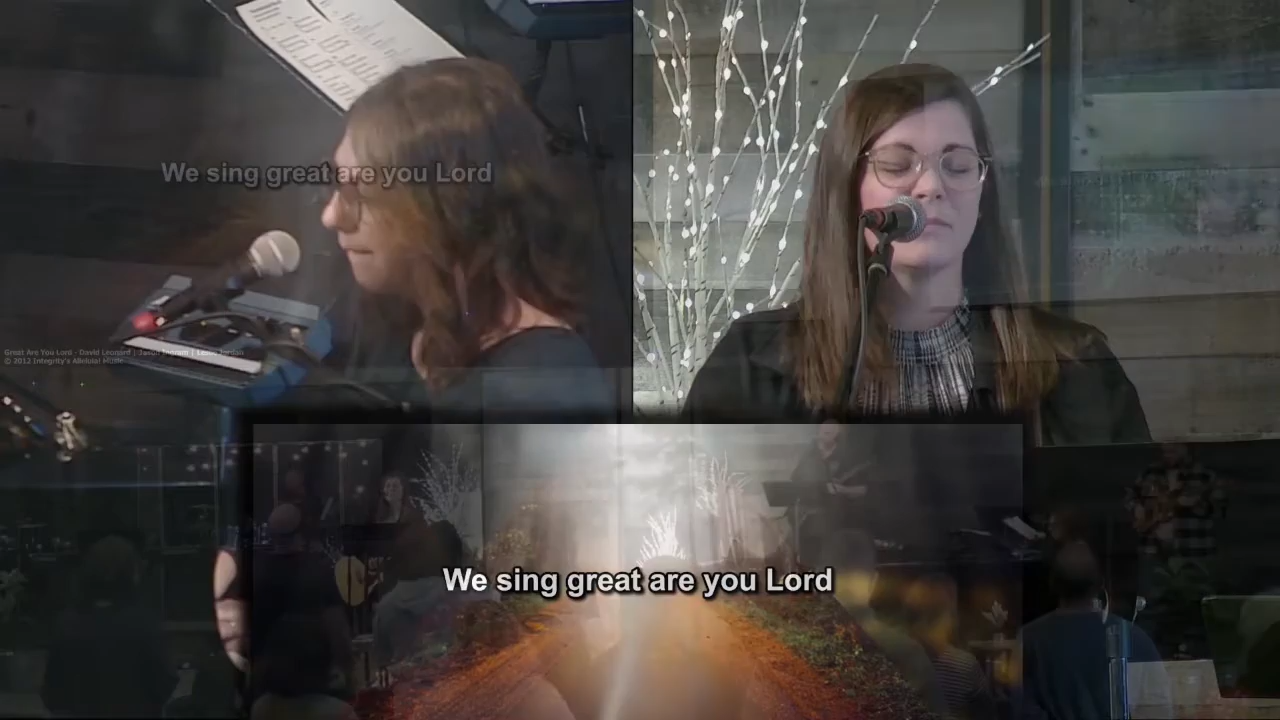 We sing great are you Lord
Great Are You Lord - David Leonard | Jason Ingram | Leslie Jordan
© 2012 Integrity's Alleluia! Music
We sing great are you Lord